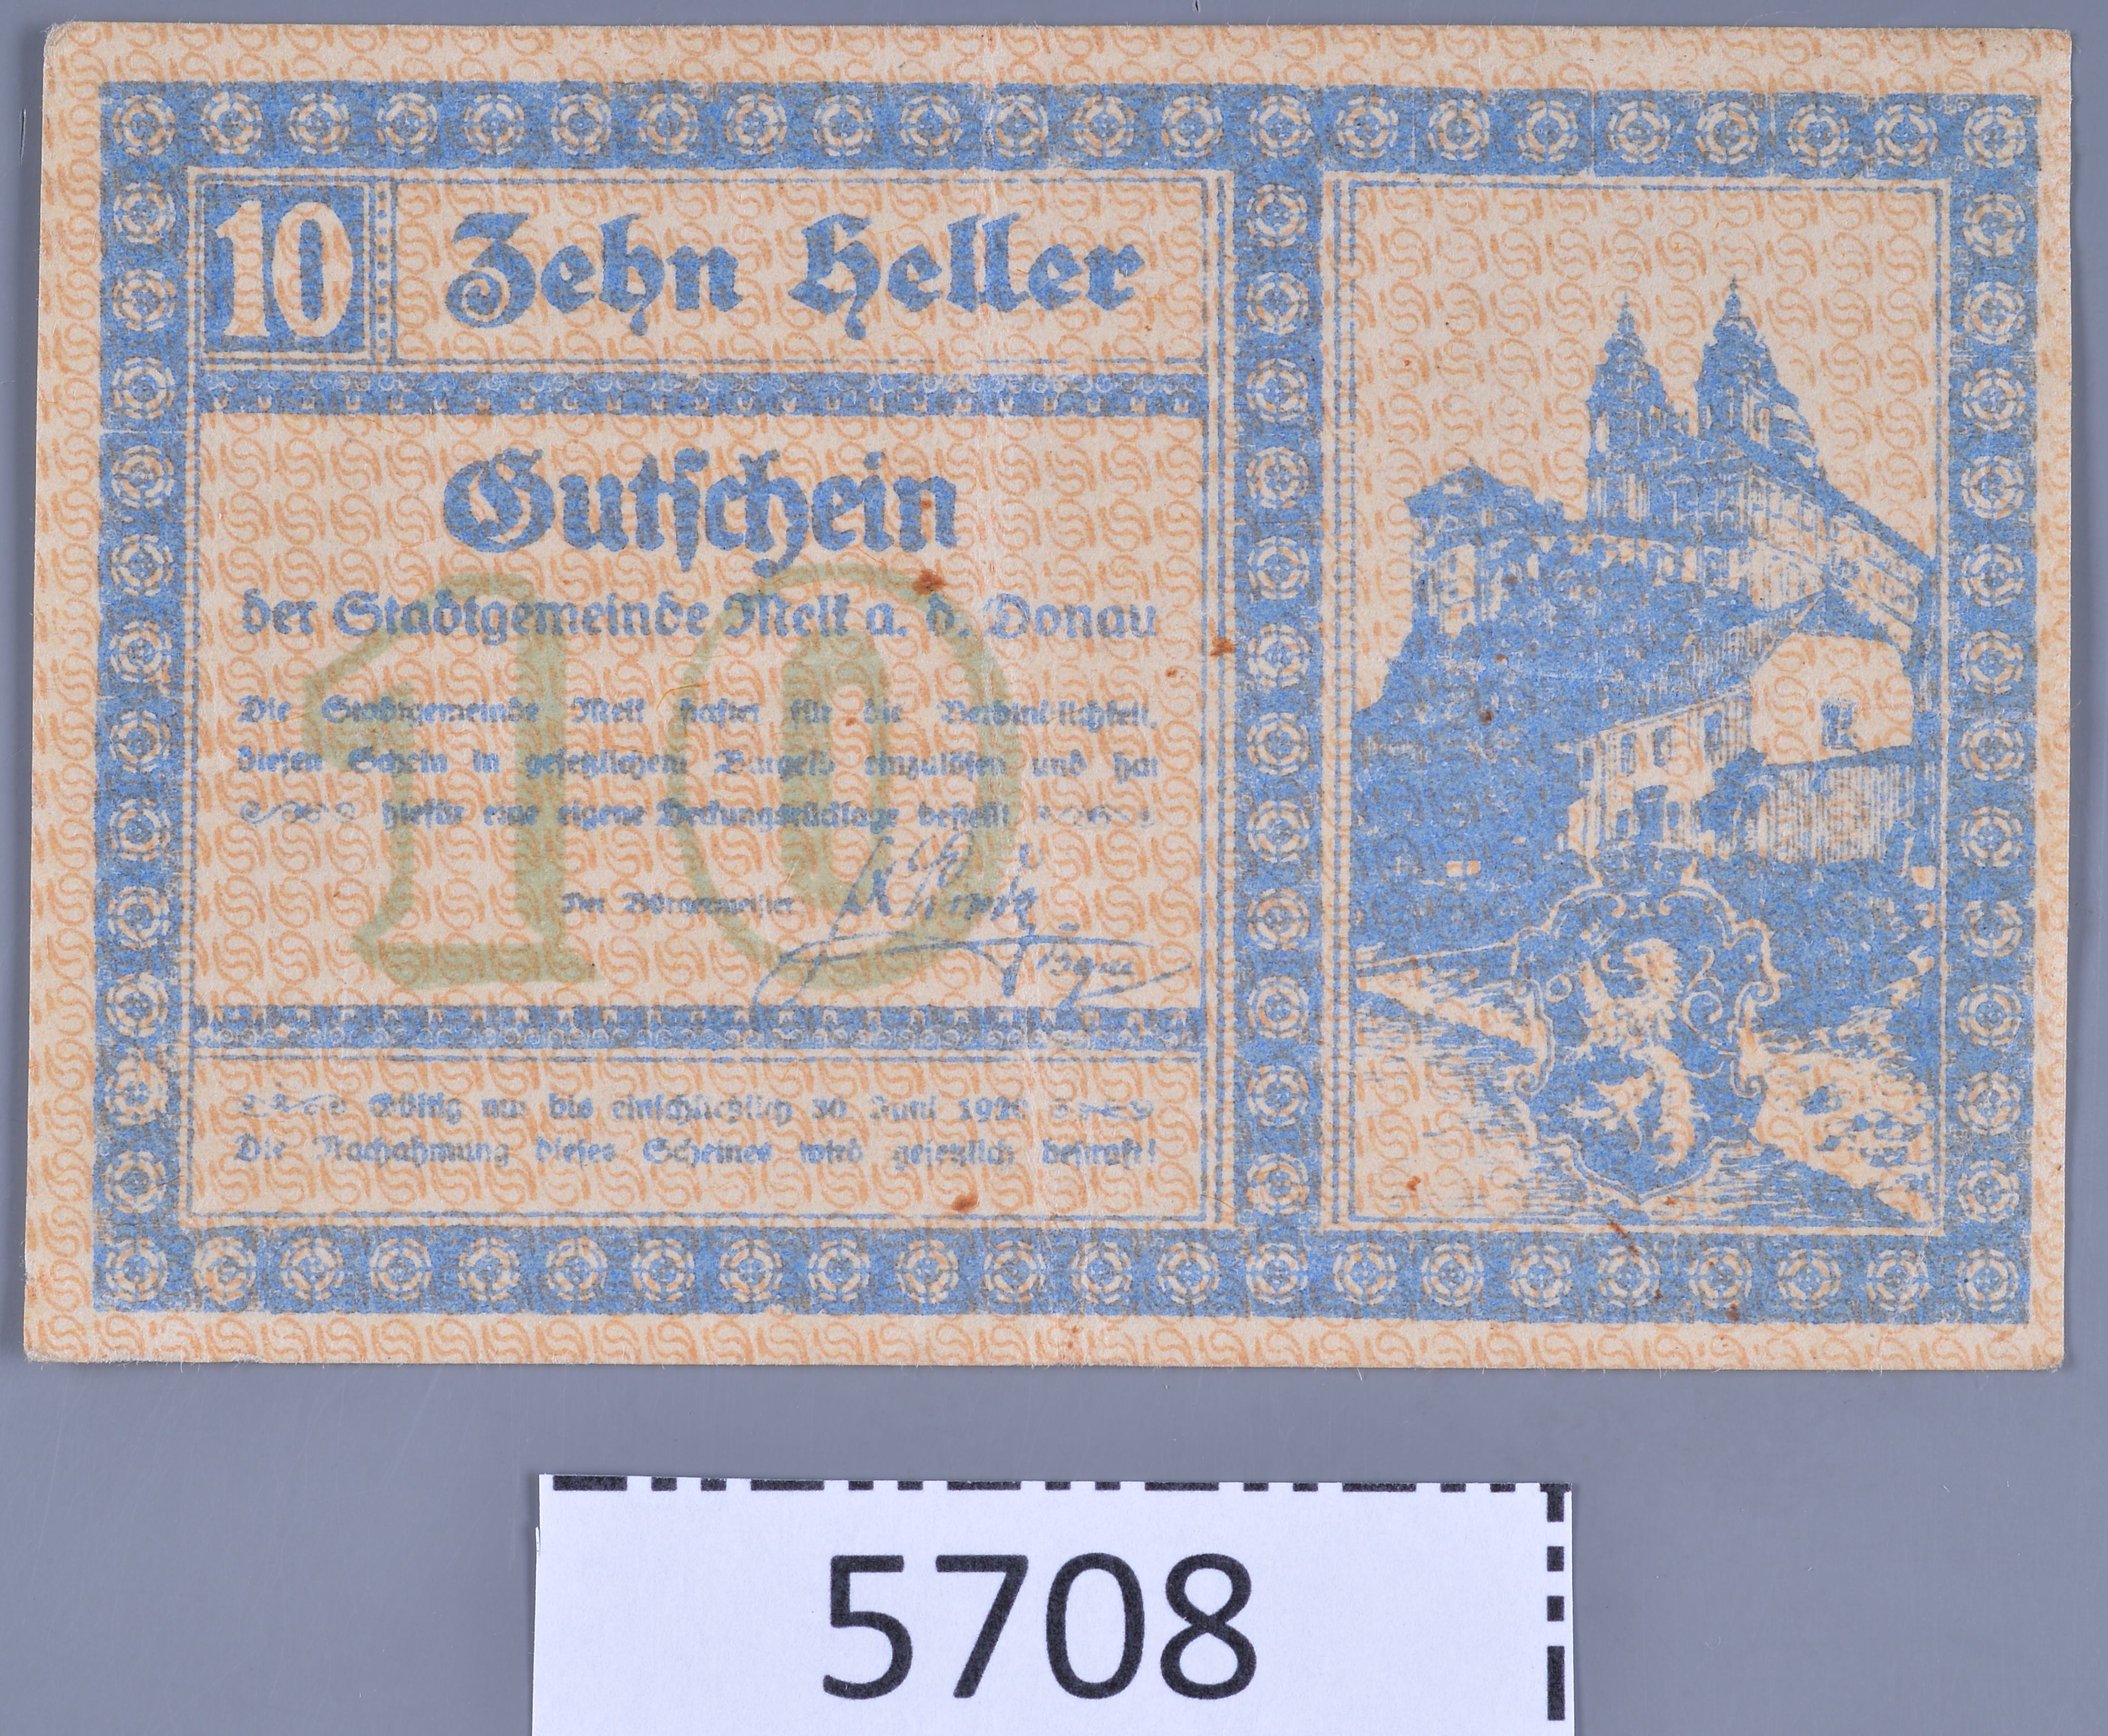 10 Zehn Heller
Gutschein
der Stadtgemeinde Melk a. d. Donau
10
Die Stadtgemeinde Melk haftet für die Verbindlichkeit,
diesen Schein in gesetzlichem Bargeld einzulösen und hat
hiefür eine eigene Deckungsrücklage bestellt
Der Bürgermeister
Gültig nur bis einschließlich 30. Juni 1920
Die Nachahmung dieses Scheines wird gesetzlich bestraft!
5708